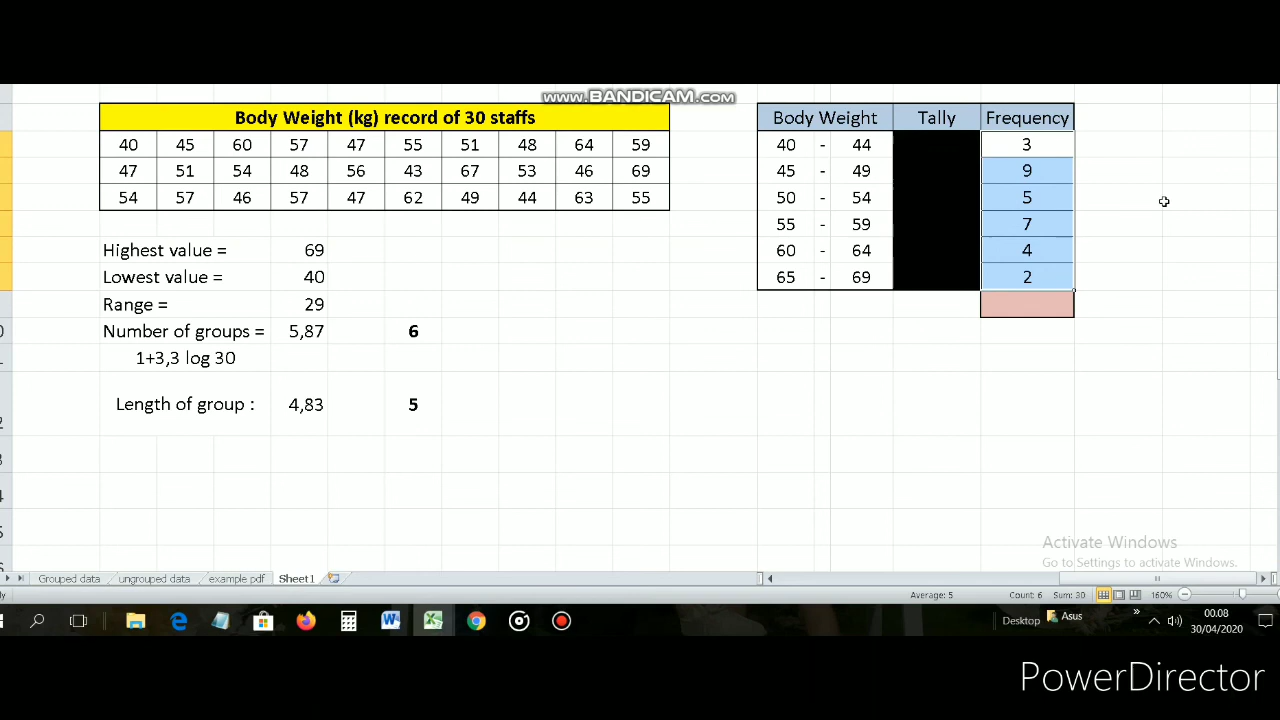 www.BANDICAM.com
Body Weight (kg) record of 30 staffs
40 45 60 57 47 55 51 48 64 59
47 51 54 48 56 43 67 53 46 69
54 57 46 57 47 62 49 44 63 55
Highest value = 69
Lowest value = 40
Range = 29
Number of groups = 5,87 6
1+3,3 log 30
Length of group : 4,83 5
Body Weight Tally Frequency
40 - 44 3
45 - 49 9
50 - 54 5
55 - 59 7
60 - 64 4
65 - 69 2
Activate Windows
Go to Settings to activate Windows.
Grouped data ungrouped data example pdf Sheet1
Average: 5 Count: 6 Sum: 30 160%
Desktop Asus 00.08
30/04/2020
PowerDirector